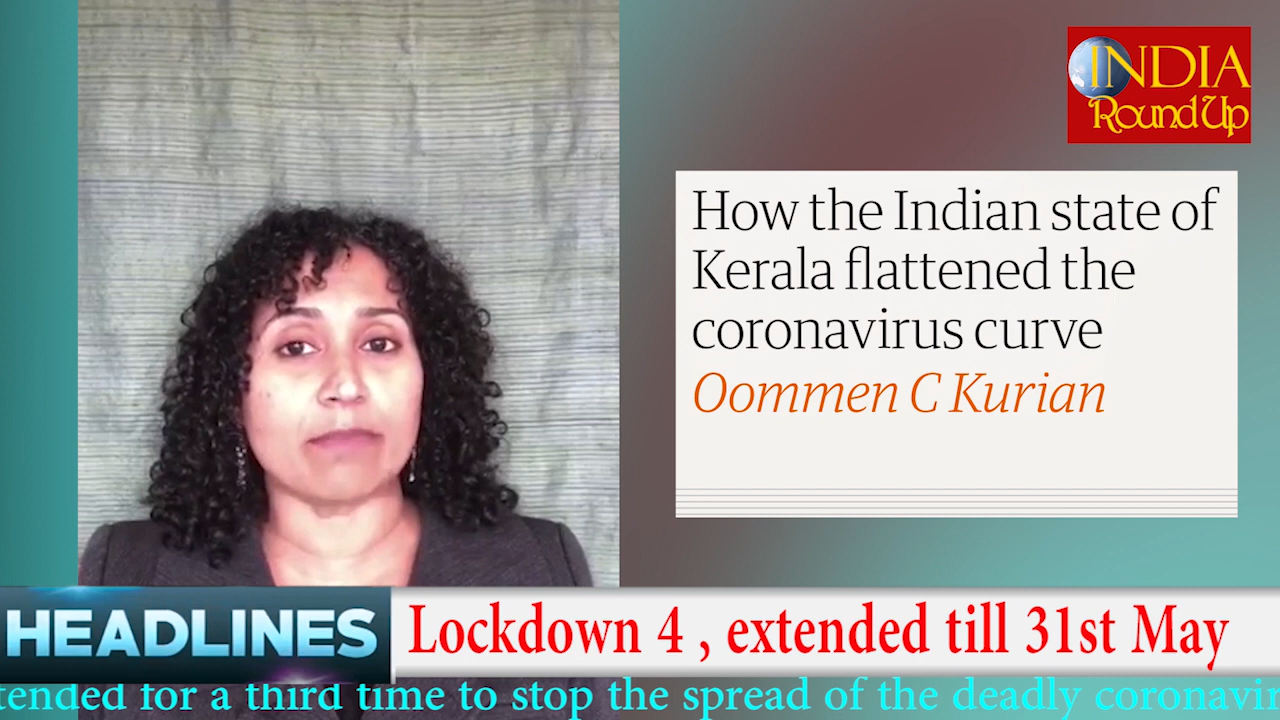 INDIA
Round Up
How the Indian state of
Kerala flattened the
coronavirus curve
Oommen C Kurian
HEADLINES
Lockdown 4 , extended till 31st May
tended for a third time to stop the spread of the deadly coronavir